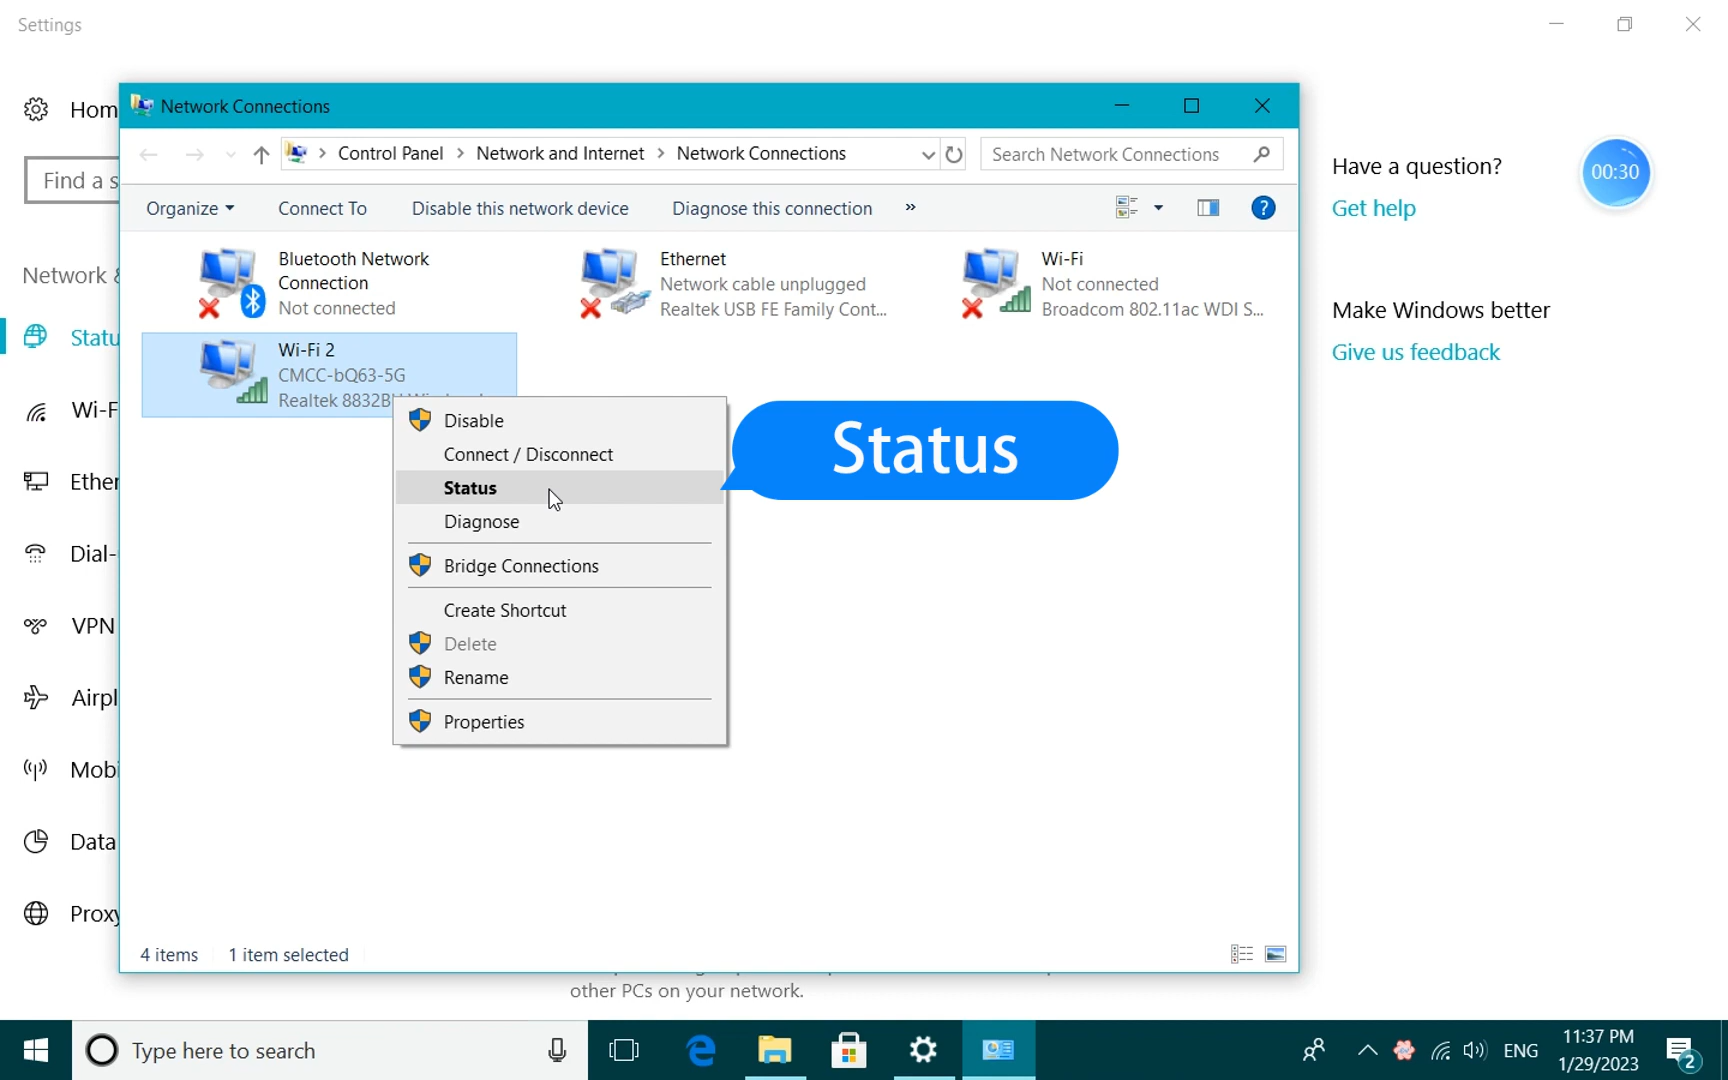 Settings
Hom
Find a s
Network &
Statu
Wi-F
Ether
Dial-
VPN
Airpl
Mobi
Data
Proxy
Network Connections
Control Panel > Network and Internet > Network Connections
Search Network Connections
Organize
Connect To
Disable this network device
Diagnose this connection
»
Bluetooth Network
Connection
Not connected
Ethernet
Network cable unplugged
Realtek USB FE Family Cont...
Wi-Fi
Not connected
Broadcom 802.11ac WDI S...
Wi-Fi 2
CMCC-bQ63-5G
Realtek 8832B
Disable
Connect / Disconnect
Status
Diagnose
Bridge Connections
Create Shortcut
Delete
Rename
Properties
Status
4 items
1 item selected
other PCs on your network.
Have a question?
Get help
00:30
Make Windows better
Give us feedback
Type here to search
ENG
11:37 PM
1/29/2023
2